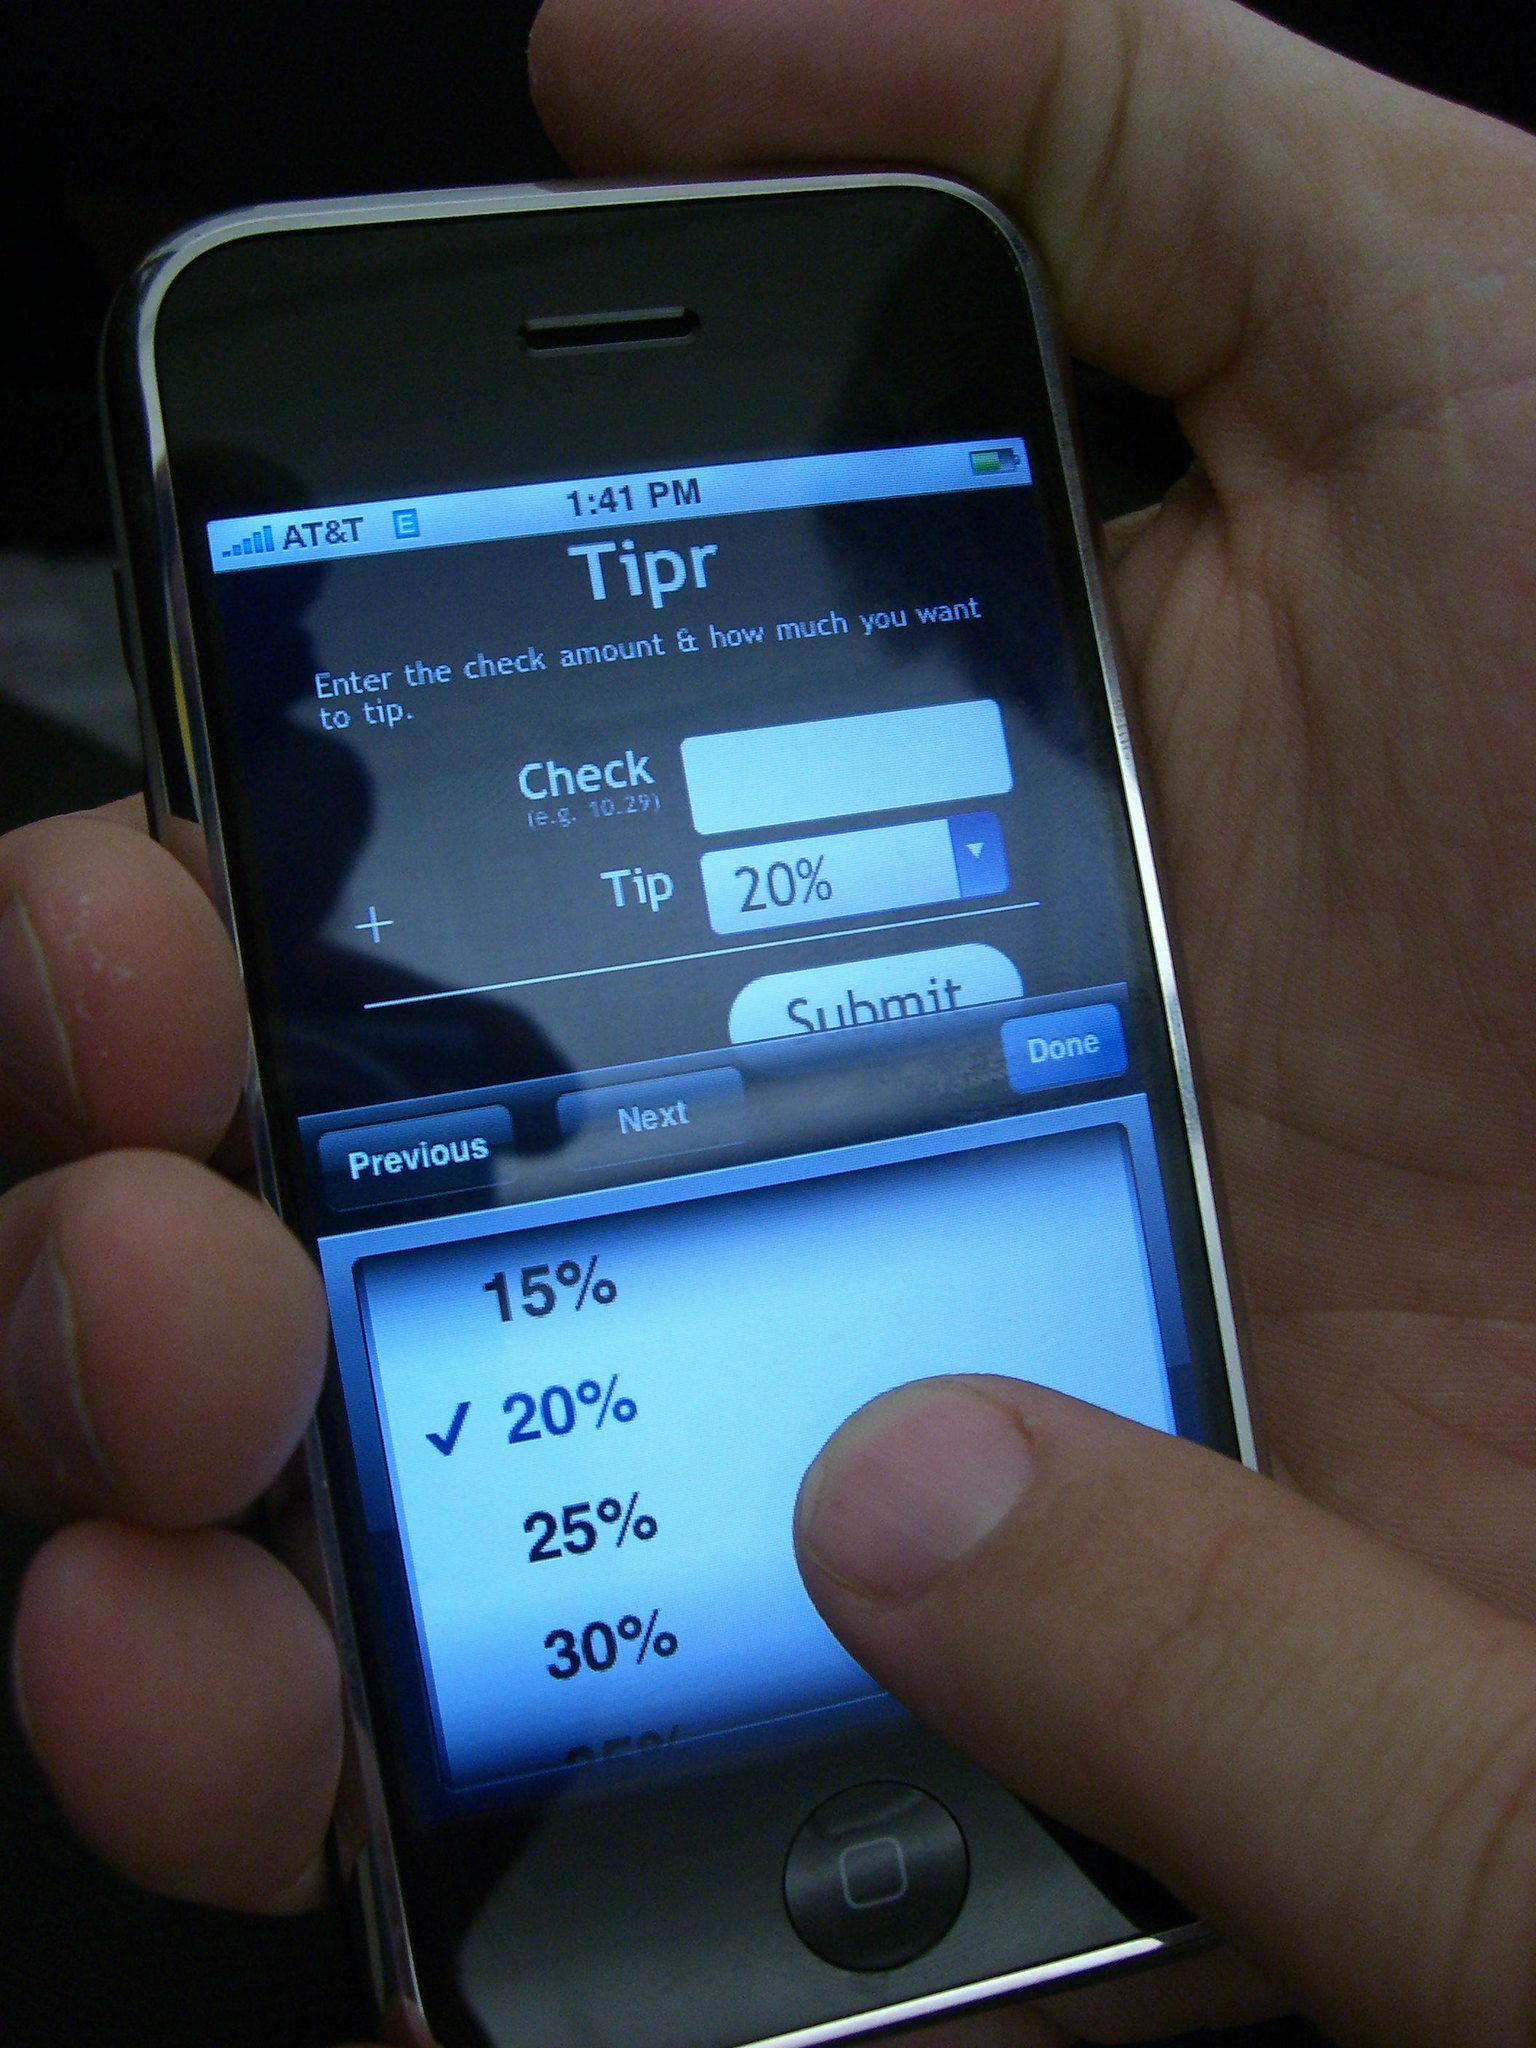 AT&T E 1:41 PM
Tipr
Enter the check amount & how much you want
to tip.
Check
(e.g. 10.29)
+ Tip 20%
Submit
Previous Next Done
15%
✓ 20%
25%
30%